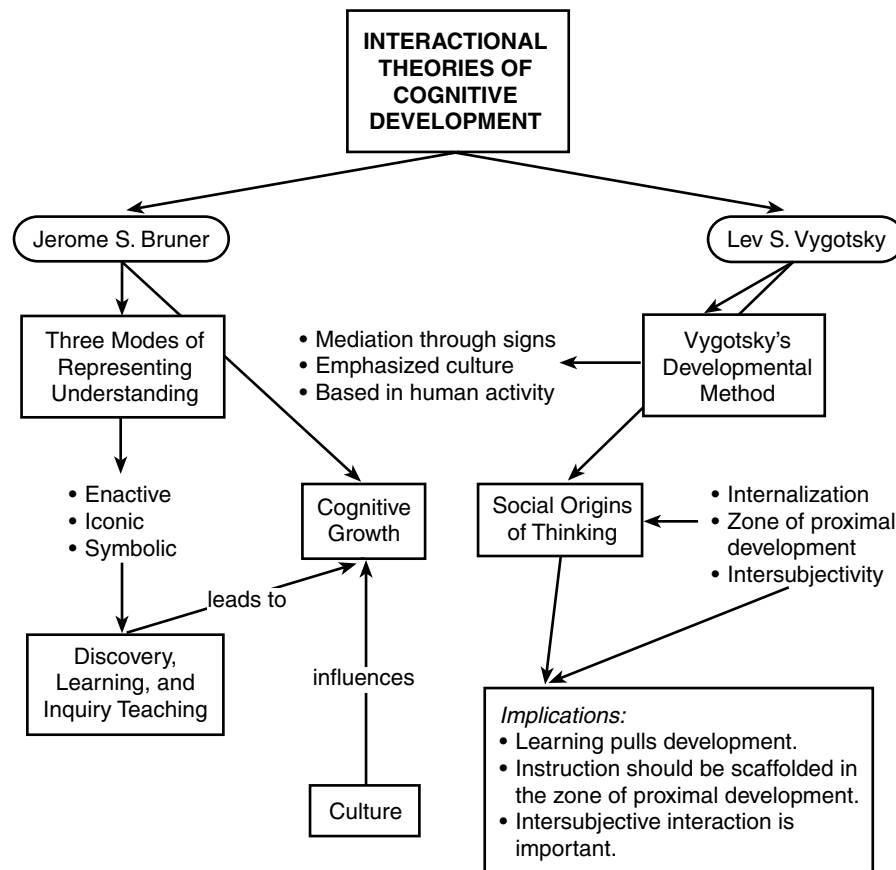 INTERACTIONAL
THEORIES OF
COGNITIVE
DEVELOPMENT
Jerome S. Bruner
Lev S. Vygotsky
Three Modes of
Representing
Understanding
• Mediation through signs
• Emphasized culture
• Based in human activity
Vygotsky’s
Developmental
Method
• Enactive
• Iconic
• Symbolic
Cognitive
Growth
Social Origins
of Thinking
• Internalization
• Zone of proximal
development
• Intersubjectivity
leads to
Discovery,
Learning, and
Inquiry Teaching
influences
Culture
Implications:
• Learning pulls development.
• Instruction should be scaffolded in
the zone of proximal development.
• Intersubjective interaction is
important.